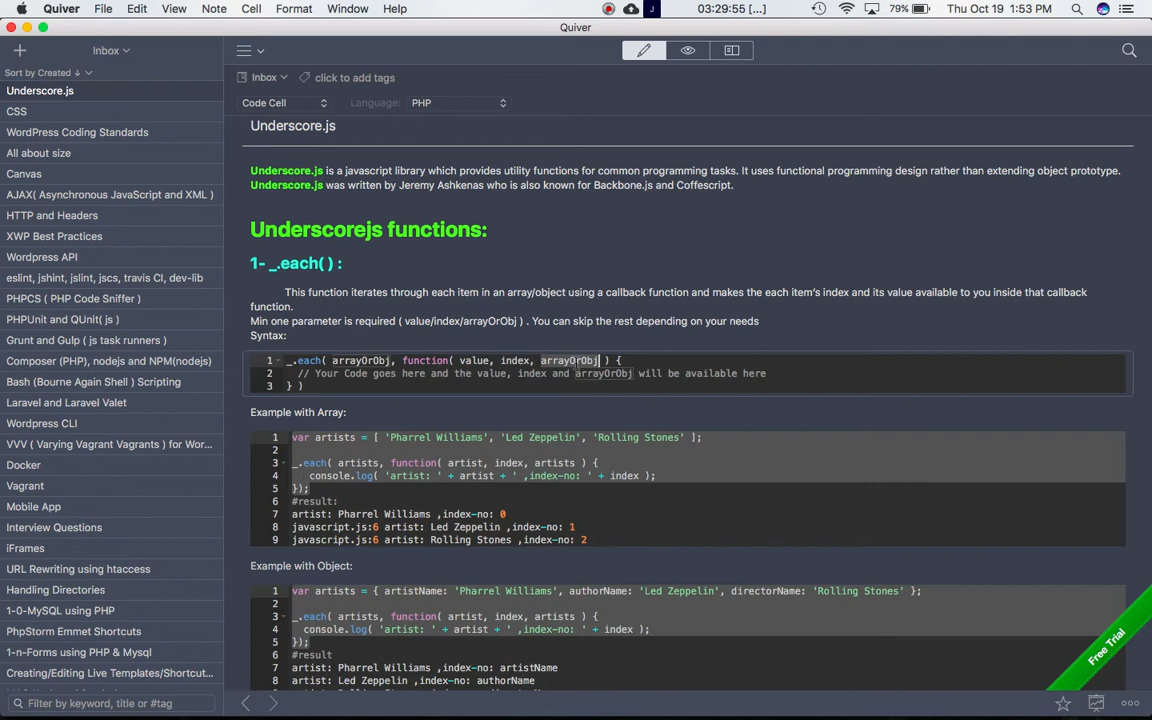 Quiver File Edit View Note Cell Format Window Help 03:29:55 [...] 79% Thu Oct 19 1:53 PM
Quiver
Inbox
Sort by Created ↓
Underscore.js
CSS
WordPress Coding Standards
All about size
Canvas
AJAX( Asynchronous JavaScript and XML )
HTTP and Headers
XWP Best Practices
Wordpress API
eslint, jshint, jslint, jscs, travis CI, dev-lib
PHPCS ( PHP Code Sniffer )
PHPUnit and QUnit( js )
Grunt and Gulp ( js task runners )
Composer (PHP), nodejs and NPM(nodejs)
Bash (Bourne Again Shell ) Scripting
Laravel and Laravel Valet
Wordpress CLI
VVV ( Varying Vagrant Vagrants ) for Wor...
Docker
Vagrant
Mobile App
Interview Questions
iFrames
URL Rewriting using htaccess
Handling Directories
1-0-MySQL using PHP
PhpStorm Emmet Shortcuts
1-n-Forms using PHP & Mysql
Creating/Editing Live Templates/Shortcut...
Filter by keyword, title or #tag
Inbox click to add tags
Code Cell Language: PHP
Underscore.js
Underscore.js is a javascript library which provides utility functions for common programming tasks. It uses functional programming design rather than extending object prototype.
Underscore.js was written by Jeremy Ashkenas who is also known for Backbone.js and Coffescript.
Underscorejs functions:
1- _.each( ) :
This function iterates through each item in an array/object using a callback function and makes the each item's index and its value available to you inside that callback
function.
Min one parameter is required ( value/index/arrayOrObj ) . You can skip the rest depending on your needs
Syntax:
1 _.each( arrayOrObj, function( value, index, arrayOrObj ) {
2 // Your Code goes here and the value, index and arrayOrObj will be available here
3 } )
Example with Array:
1 var artists = [ 'Pharrel Williams', 'Led Zeppelin', 'Rolling Stones' ];
2
3 _.each( artists, function( artist, index, artists ) {
4 console.log( 'artist: ' + artist + ' ,index-no: ' + index );
5 });
6 #result:
7 artist: Pharrel Williams ,index-no: 0
8 javascript.js:6 artist: Led Zeppelin ,index-no: 1
9 javascript.js:6 artist: Rolling Stones ,index-no: 2
Example with Object:
1 var artists = { artistName: 'Pharrel Williams', authorName: 'Led Zeppelin', directorName: 'Rolling Stones' };
2
3 _.each( artists, function( artist, index, artists ) {
4 console.log( 'artist: ' + artist + ' ,index-no: ' + index );
5 });
6 #result
7 artist: Pharrel Williams ,index-no: artistName
8 artist: Led Zeppelin ,index-no: authorName
Free Trial